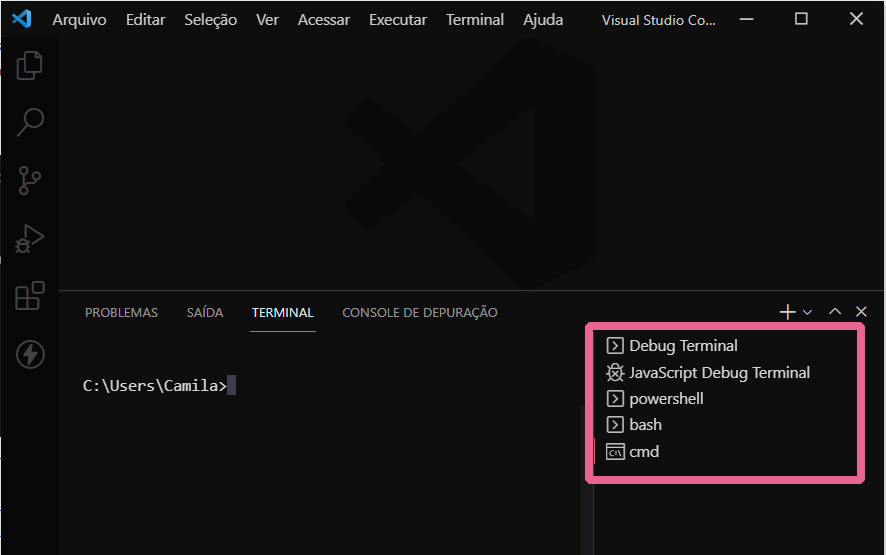 Arquivo Editar Seleção Ver Acessar Executar Terminal Ajuda Visual Studio Co...
PROBLEMAS SAÍDA TERMINAL CONSOLE DE DEPURAÇÃO
Debug Terminal
JavaScript Debug Terminal
C:\Users\Camila>
powershell
bash
cmd